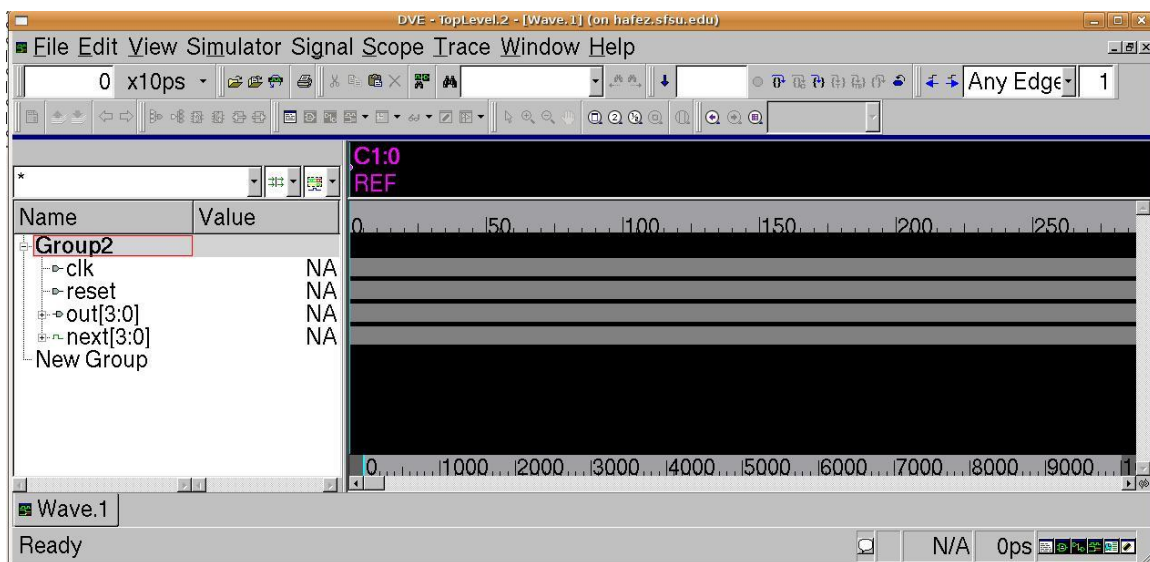 DVE - TopLevel.2 - [Wave.1] (on hafez.sfsu.edu)
File Edit View Simulator Signal Scope Trace Window Help
0 x10ps Any Edge 1
C1:0
REF
*
Name Value
0 50 100 150 200 250
Group2
clk NA
reset NA
out[3:0] NA
next[3:0] NA
New Group
0 1000 2000 3000 4000 5000 6000 7000 8000 9000 1
Wave.1
Ready N/A 0ps